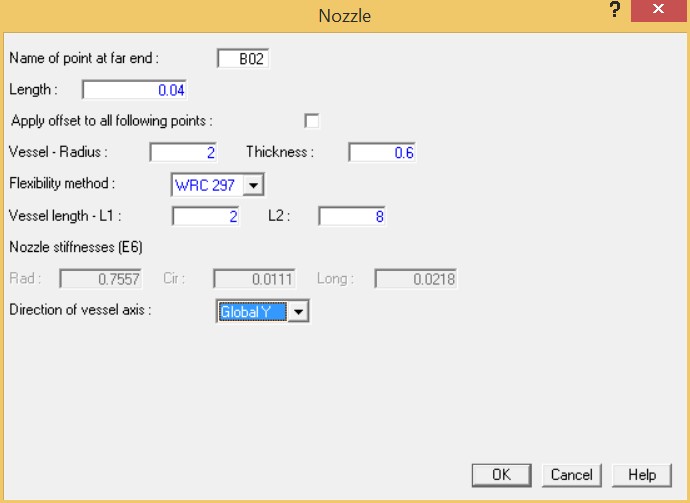 Nozzle ? ×
Name of point at far end : B02
Length : 0.04
Apply offset to all following points :
Vessel - Radius : 2 Thickness : 0.6
Flexibility method : WRC 297
Vessel length - L1 : 2 L2 : 8
Nozzle stiffnesses (E6)
Rad : 0.7557 Cir : 0.0111 Long : 0.0218
Direction of vessel axis : Global Y
OK Cancel Help